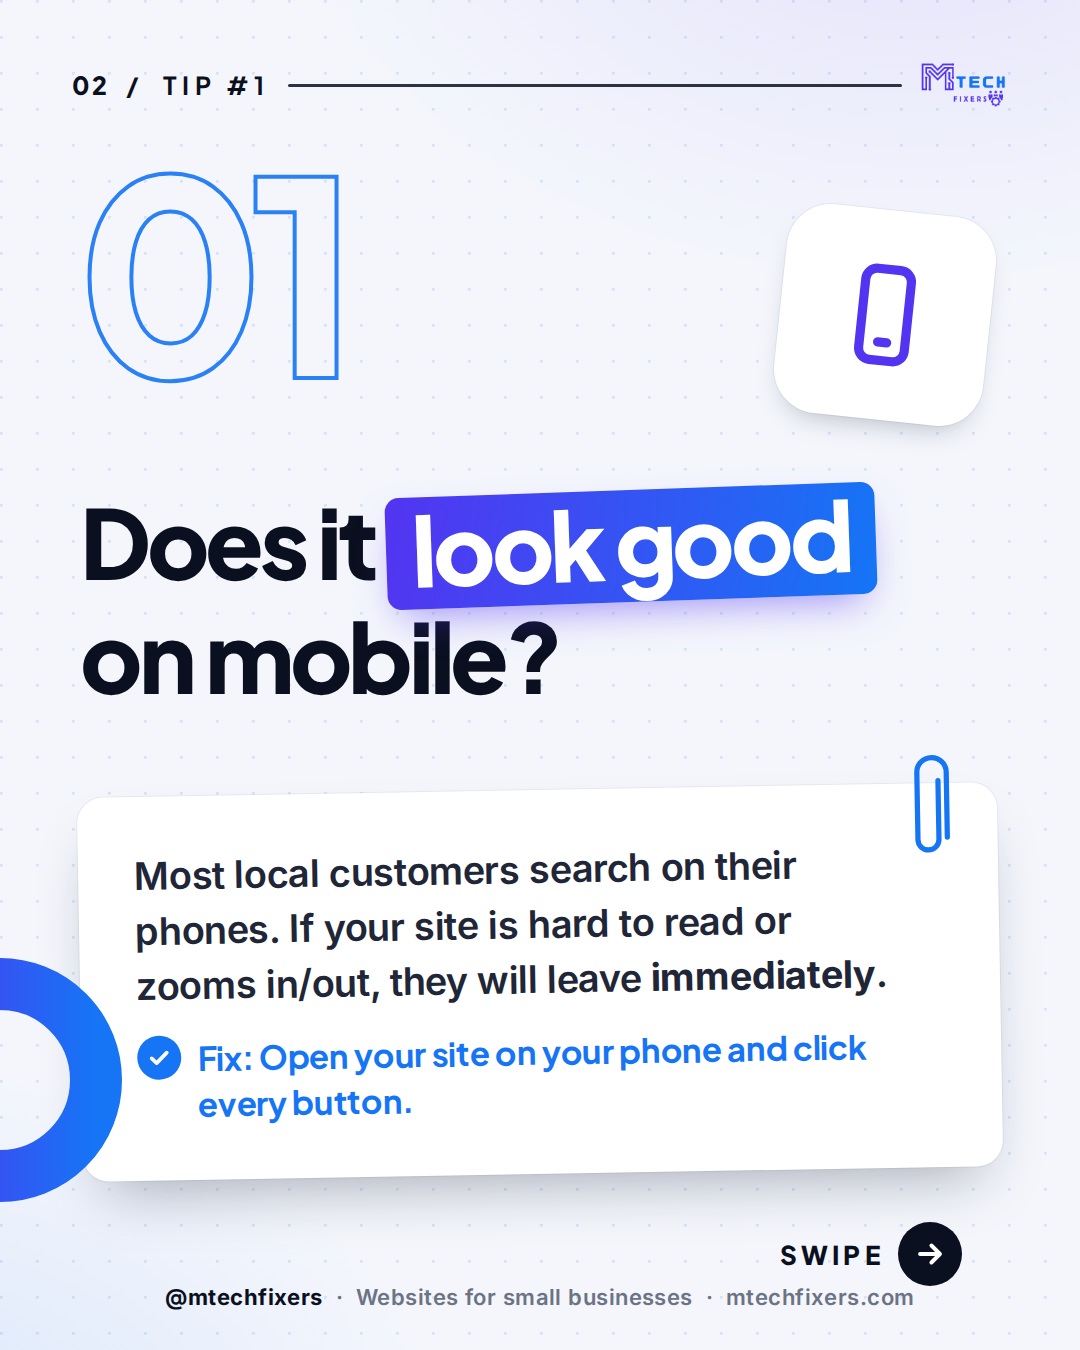 02 / TIP #1
MTECH
FIXERS
01
Does it look good
on mobile?
Most local customers search on their
phones. If your site is hard to read or
zooms in/out, they will leave immediately.
Fix: Open your site on your phone and click
every button.
SWIPE
@mtechfixers · Websites for small businesses · mtechfixers.com